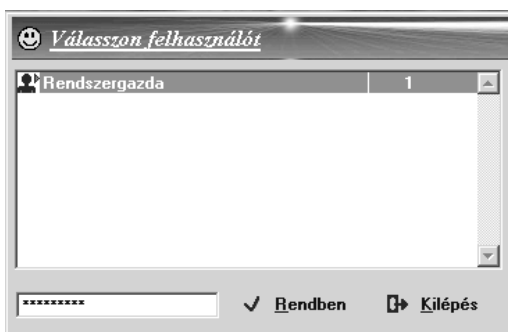 Válasszon felhasználót
Rendszergazda 1
*********
Rendben Kilépés